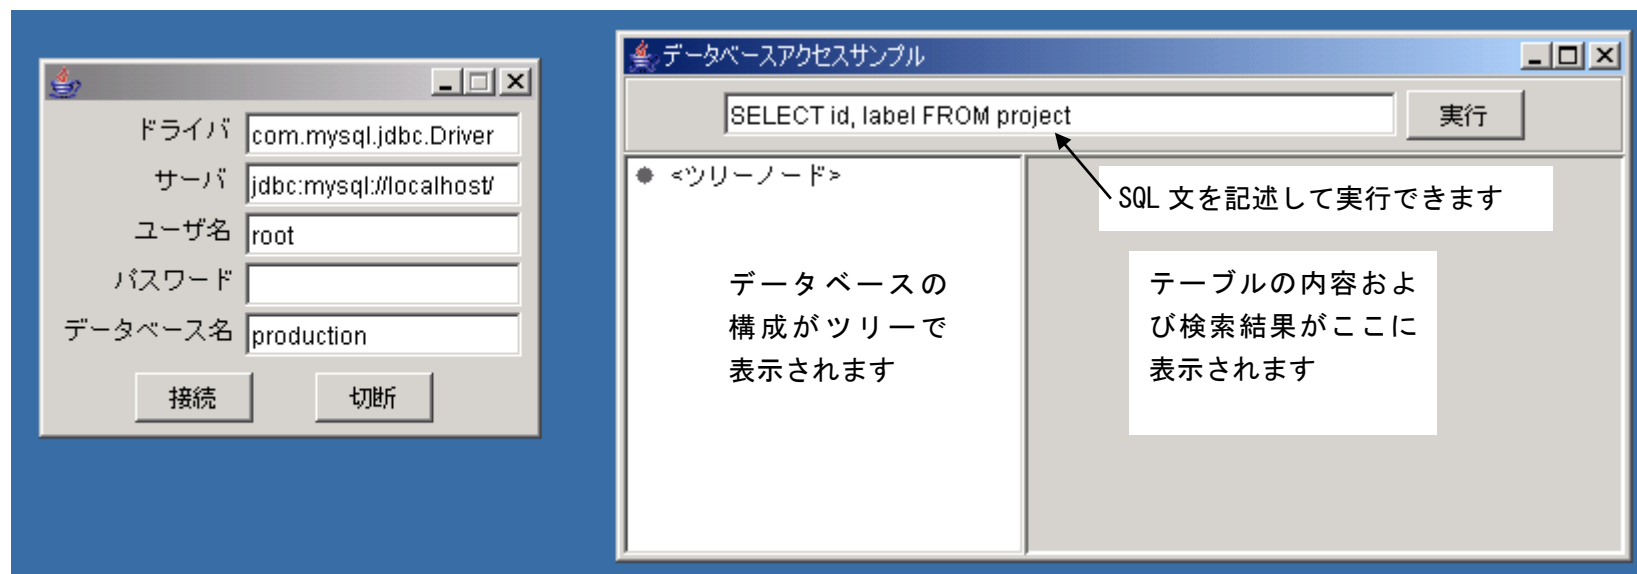 ドライバ com.mysql.jdbc.Driver
サーバ jdbc:mysql://localhost/
ユーザ名 root
パスワード
データベース名 production
接続 切断
データベースアクセスサンプル
SELECT id, label FROM project 実行
<ツリーノード>
SQL 文を記述して実行できます
データベースの
構成がツリーで
表示されます
テーブルの内容およ
び検索結果がここに
表示されます